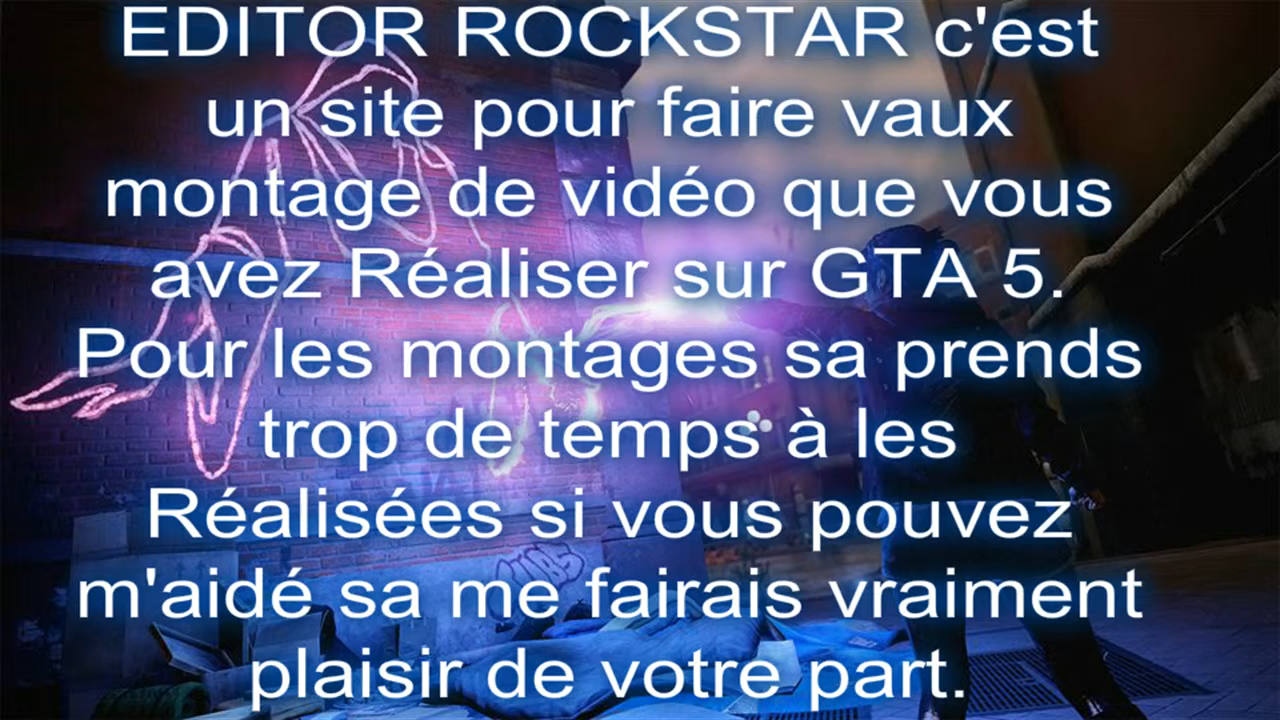 EDITOR ROCKSTAR c'est
un site pour faire vaux
montage de vidéo que vous
avez Réaliser sur GTA 5.
Pour les montages sa prends
trop de temps à les
Réalisées si vous pouvez
m'aidé sa me fairais vraiment
plaisir de votre part.